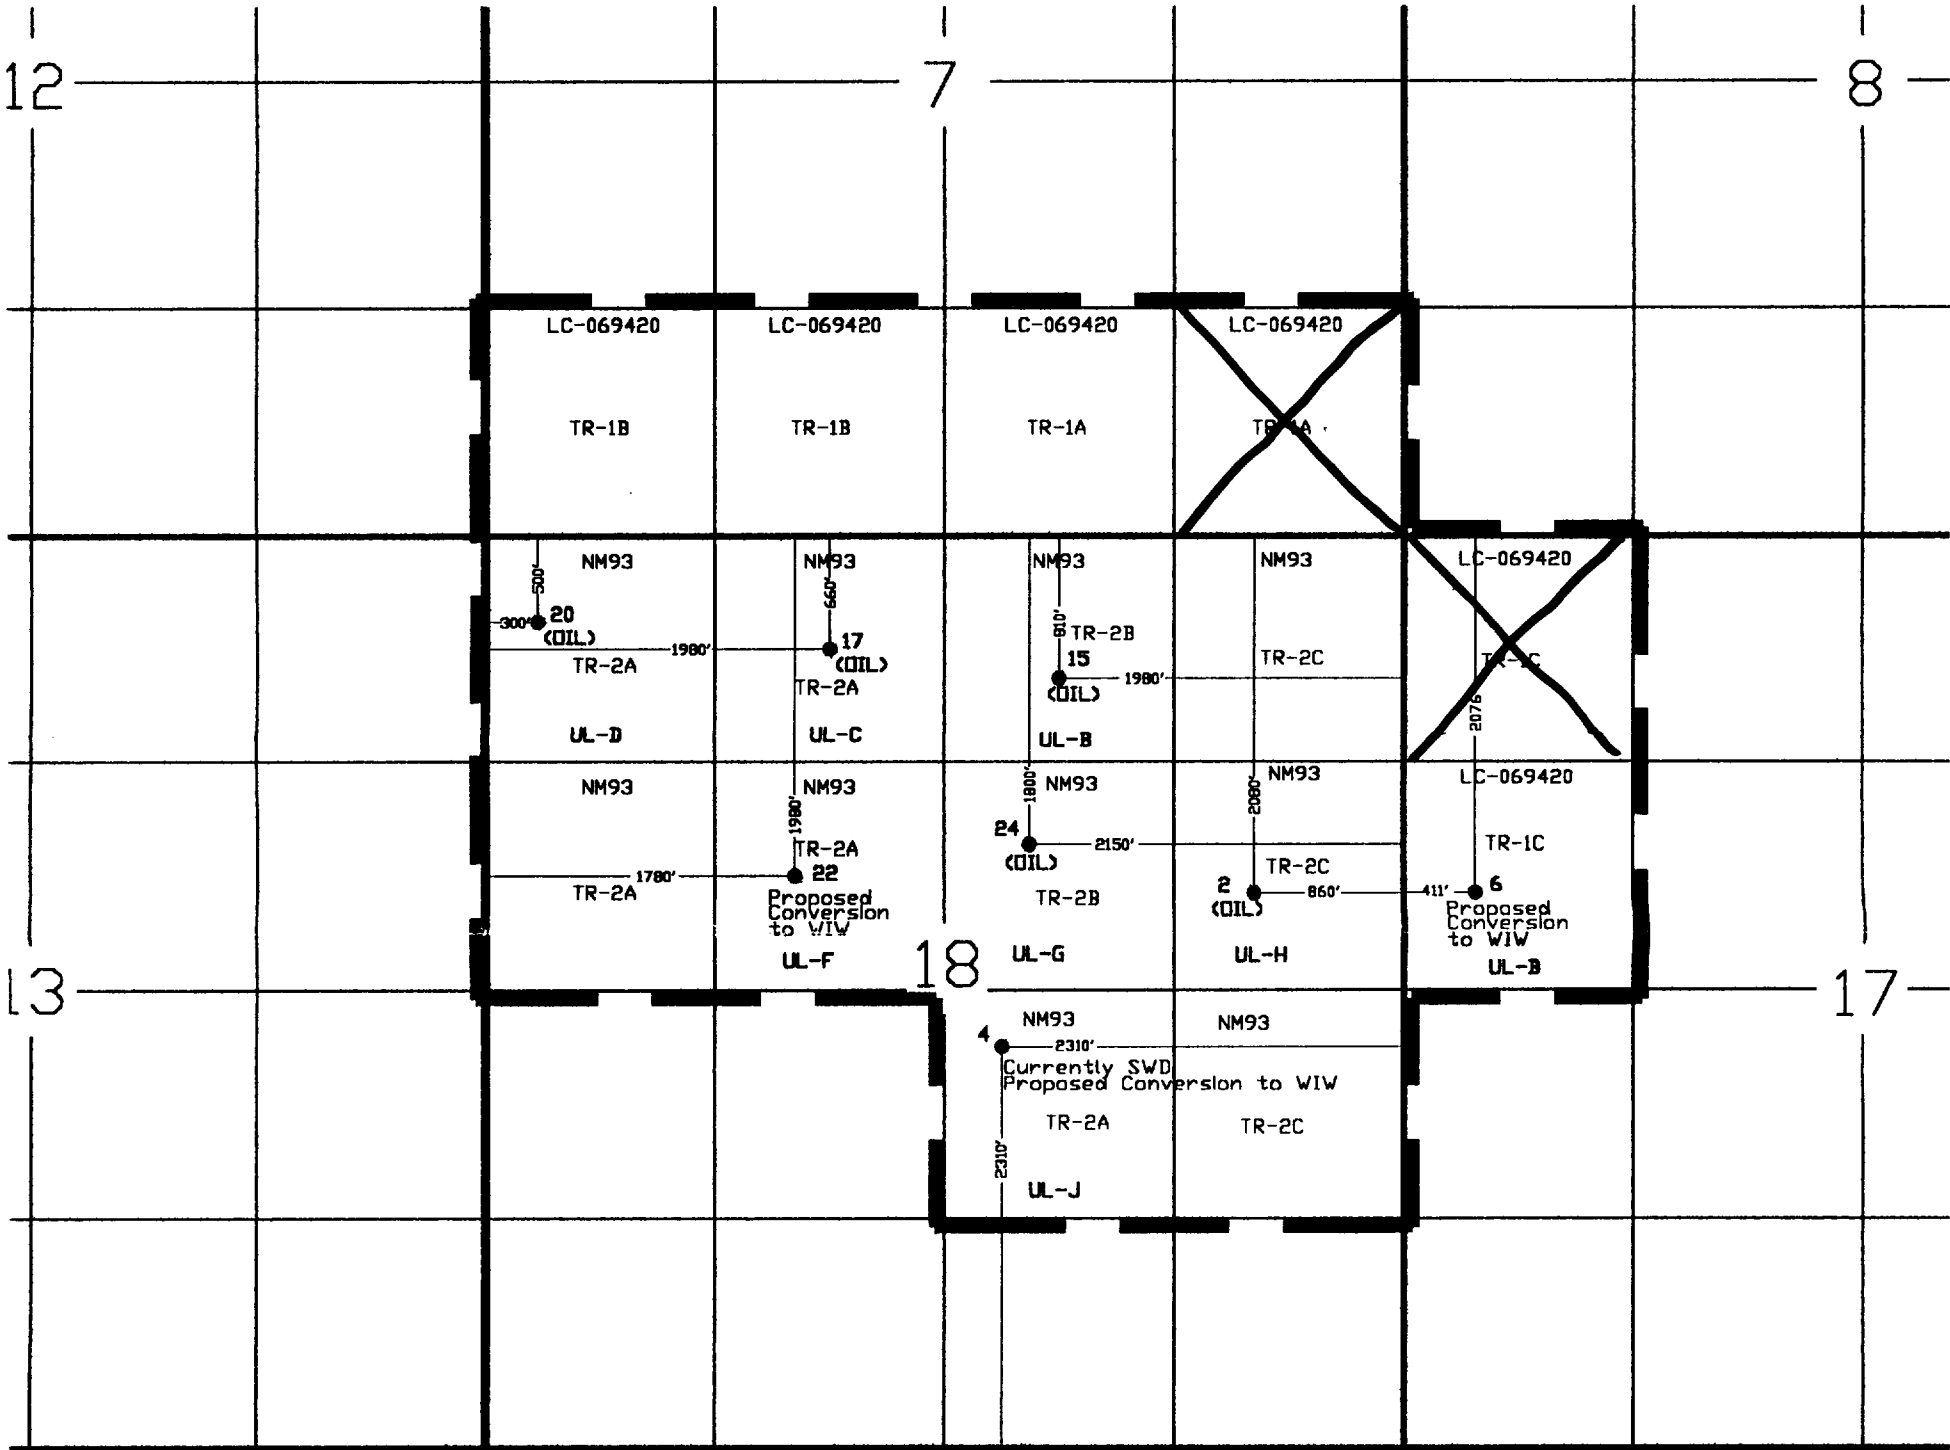 12
7
8
LC-069420
LC-069420
LC-069420
LC-069420
TR-1B
TR-1B
TR-1A
TR-1A
NM93
NM93
NM93
NM93
LC-069420
500'
660'
810'
300'
20
(OIL)
1980'
17
(OIL)
TR-2B
15
1980'
(OIL)
TR-2C
TR-1C
TR-2A
TR-2A
2076'
UL-D
UL-C
UL-B
NM93
NM93
NM93
NM93
LC-069420
1980'
1800'
2080'
24
(OIL)
2150'
TR-1C
TR-2A
1780'
22
TR-2A
Proposed
Conversion
to WIW
TR-2B
TR-2C
2
(OIL)
860'
411'
6
Proposed
Conversion
to WIW
UL-F
18
UL-G
UL-H
UL-B
13
17
NM93
NM93
4
2310'
Currently SWD
Proposed Conversion to WIW
TR-2A
TR-2C
2310'
UL-J